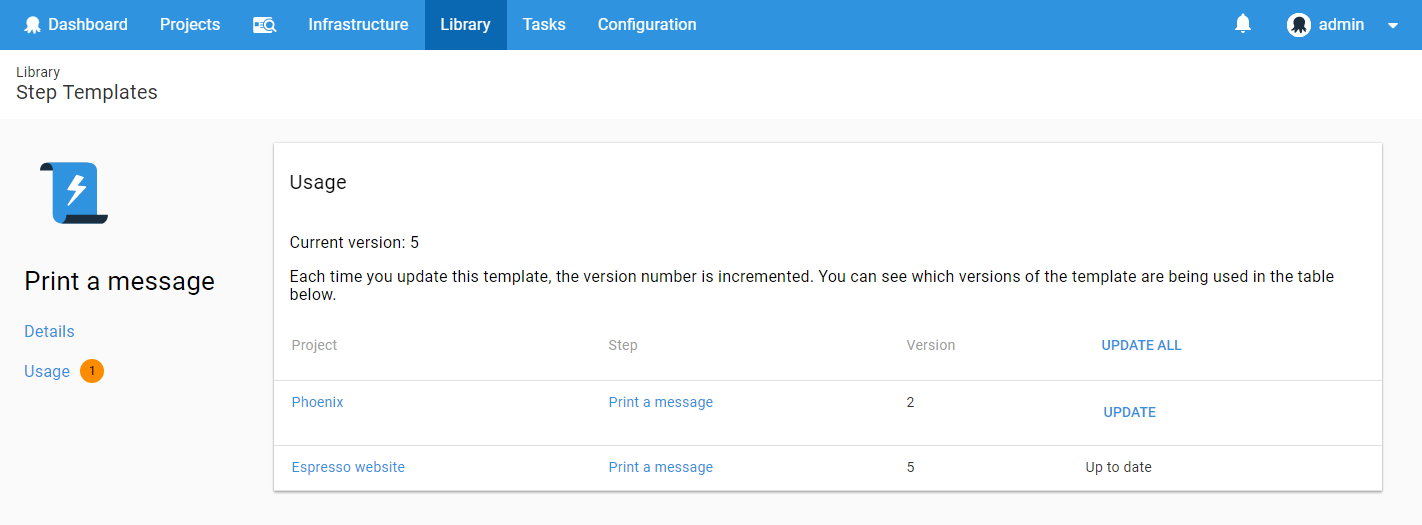 Dashboard Projects Infrastructure Library Tasks Configuration admin
Library
Step Templates
Print a message
Details
Usage 1
Usage
Current version: 5
Each time you update this template, the version number is incremented. You can see which versions of the template are being used in the table
below.
Project Step Version UPDATE ALL
Phoenix Print a message 2 UPDATE
Espresso website Print a message 5 Up to date